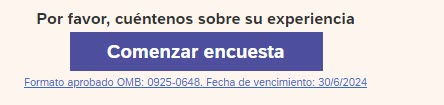 Por favor, cuéntenos sobre su experiencia
Comenzar encuesta
Formato aprobado OMB: 0925-0648. Fecha de vencimiento: 30/6/2024